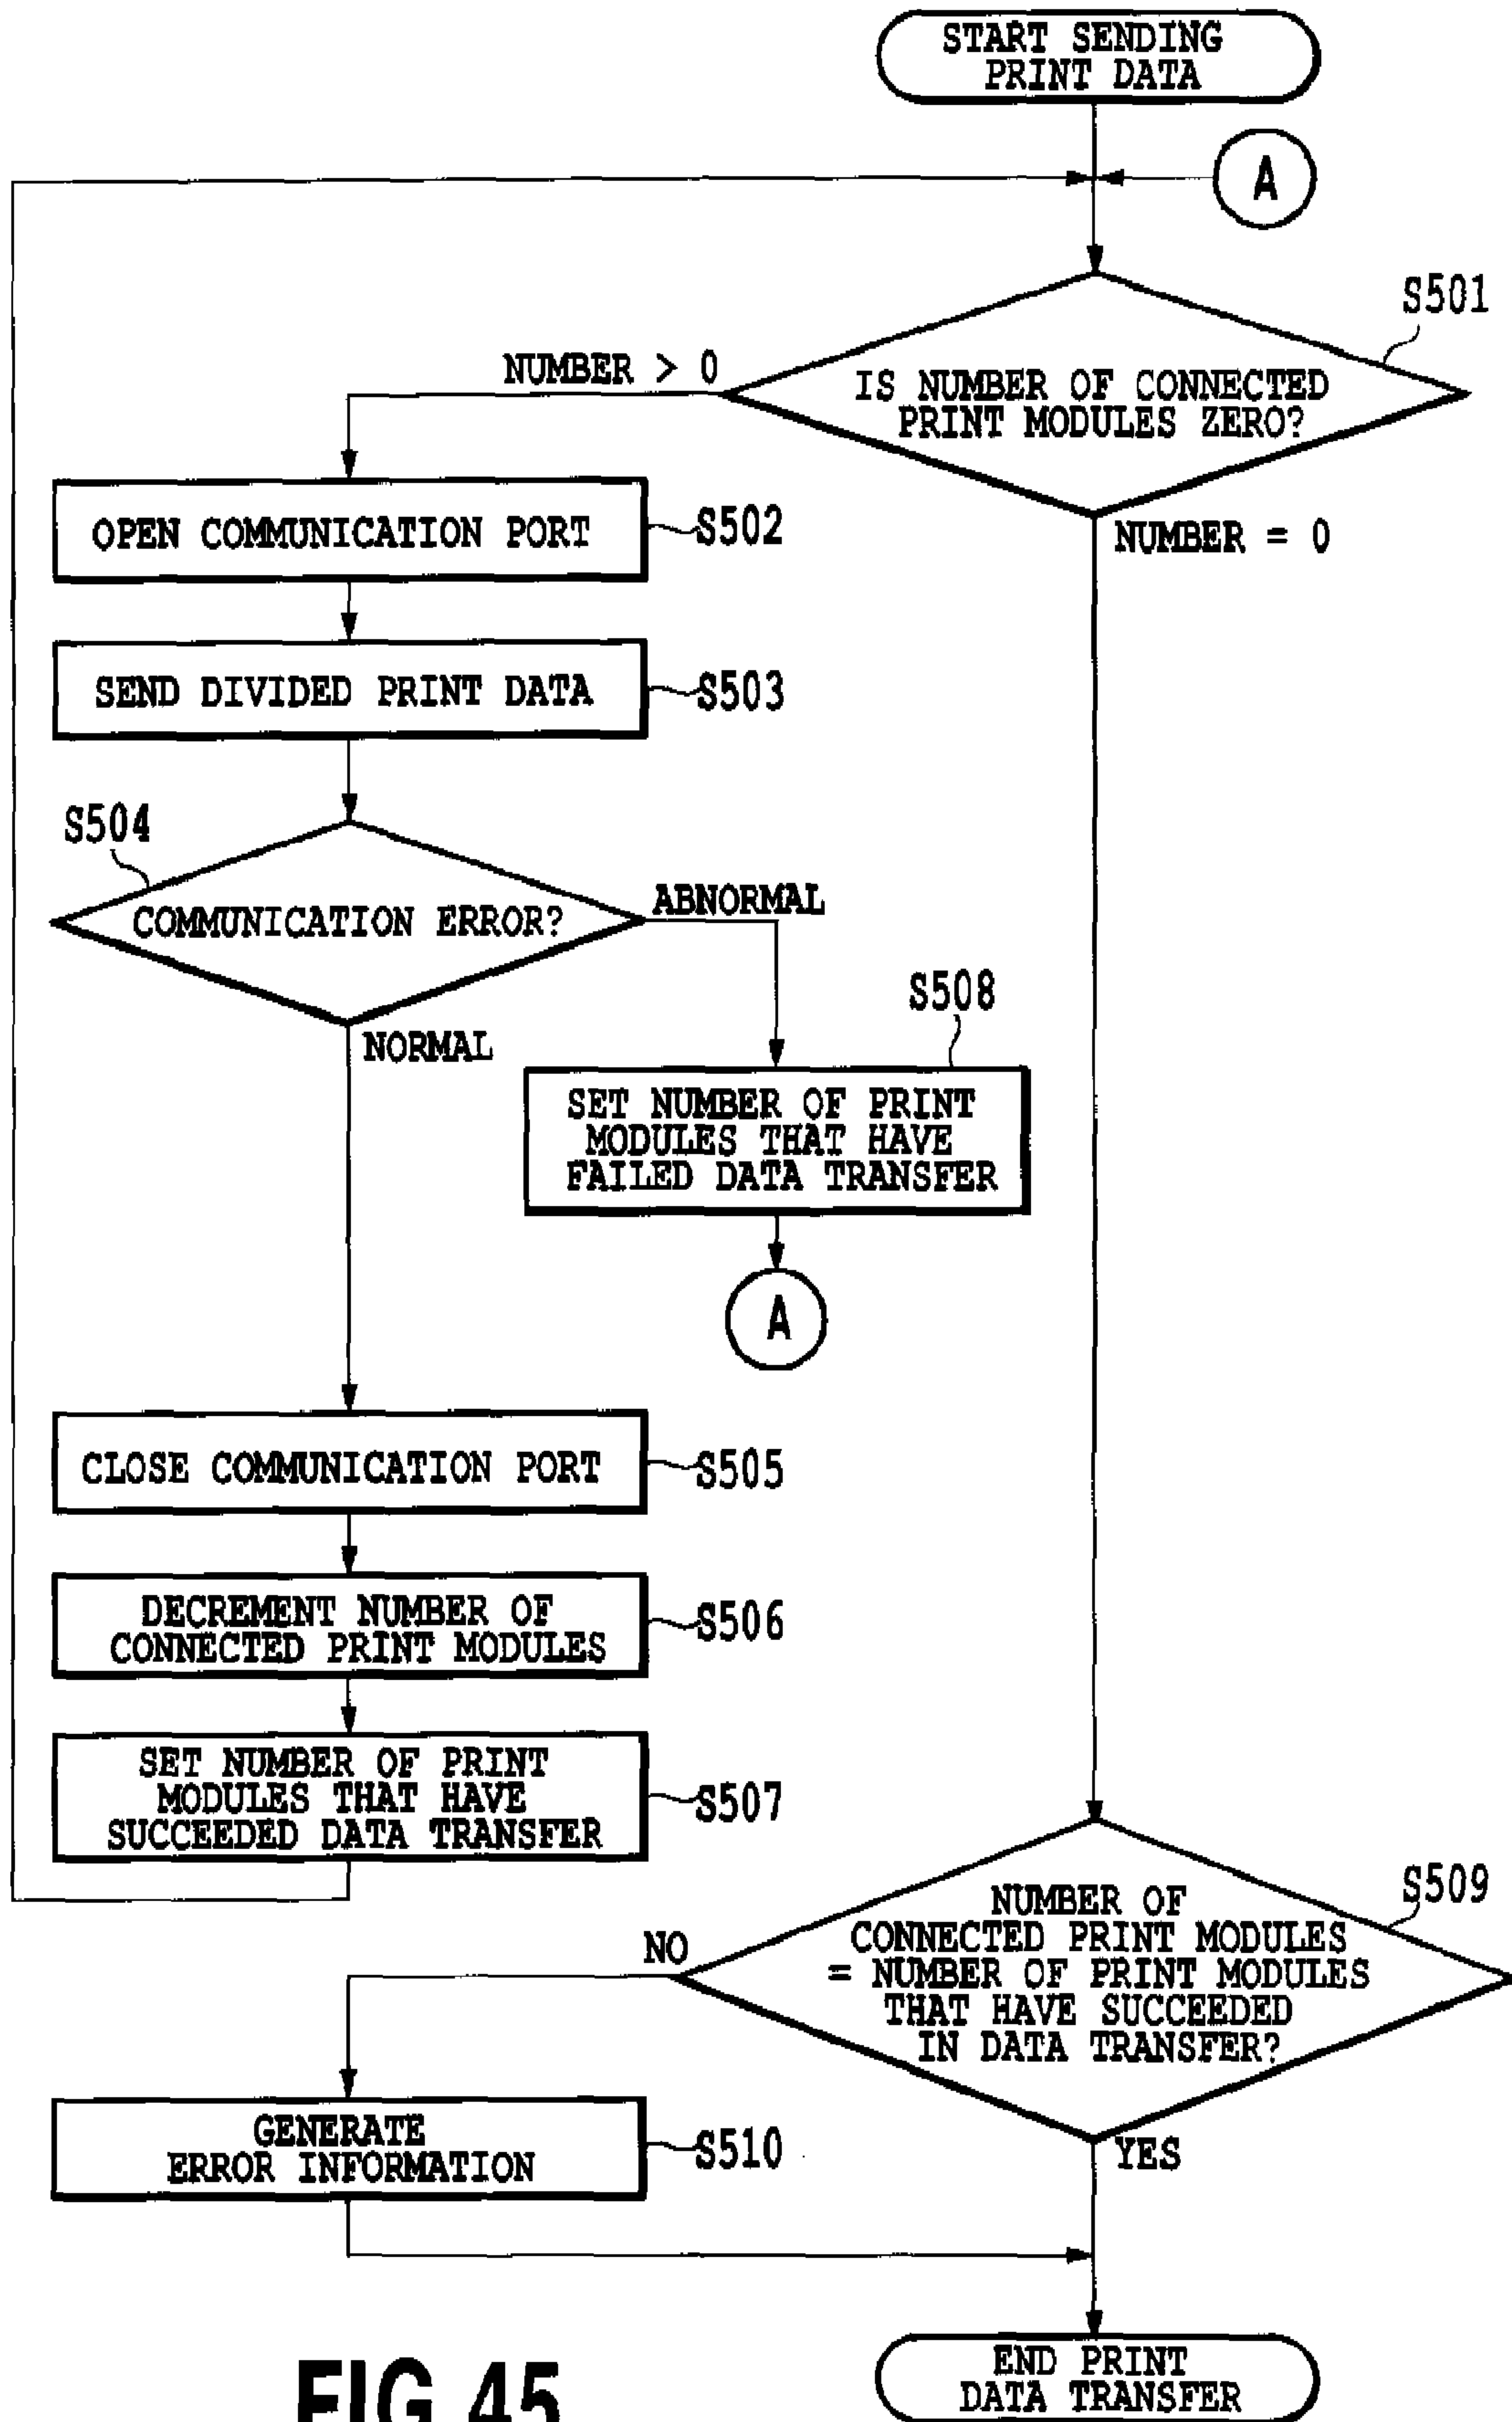 START SENDING
PRINT DATA
A
S501
NUMBER > 0
IS NUMBER OF CONNECTED
PRINT MODULES ZERO?
NUMBER = 0
OPEN COMMUNICATION PORT
S502
SEND DIVIDED PRINT DATA
S503
S504
COMMUNICATION ERROR?
ABNORMAL
NORMAL
S508
SET NUMBER OF PRINT
MODULES THAT HAVE
FAILED DATA TRANSFER
A
CLOSE COMMUNICATION PORT
S505
DECREMENT NUMBER OF
CONNECTED PRINT MODULES
S506
SET NUMBER OF PRINT
MODULES THAT HAVE
SUCCEEDED DATA TRANSFER
S507
S509
NUMBER OF
CONNECTED PRINT MODULES
= NUMBER OF PRINT MODULES
THAT HAVE SUCCEEDED
IN DATA TRANSFER?
NO
YES
GENERATE
ERROR INFORMATION
S510
END PRINT
DATA TRANSFER
FIG.45